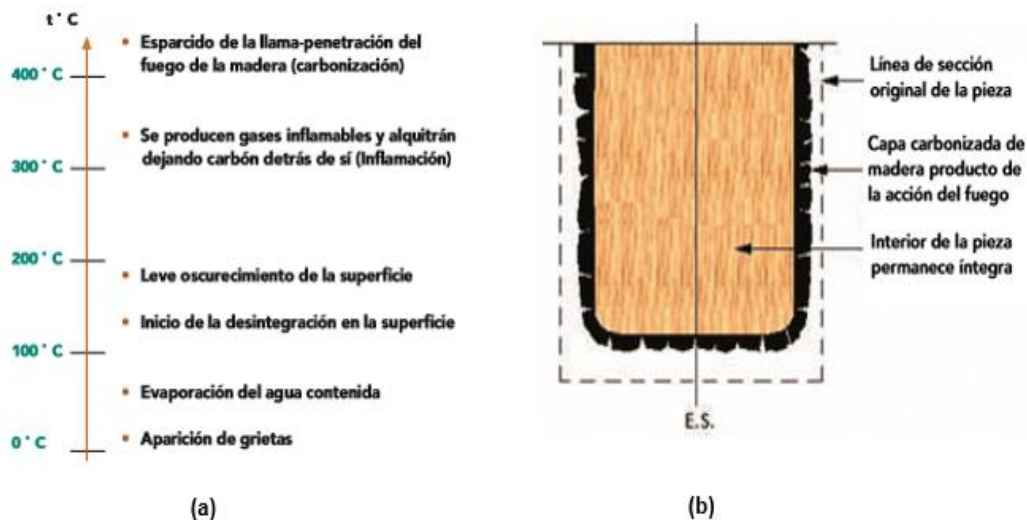 t°C
• Esparcido de la llama-penetración del
fuego de la madera (carbonización)
400°C
• Se producen gases inflamables y alquitrán
dejando carbón detrás de sí (Inflamación)
300°C
200°C
• Leve oscurecimiento de la superficie
• Inicio de la desintegración en la superficie
100°C
• Evaporación del agua contenida
• Aparición de grietas
0°C
(a)
Línea de sección
original de la pieza
Capa carbonizada de
madera producto de
la acción del fuego
Interior de la pieza
permanece íntegra
E.S.
(b)